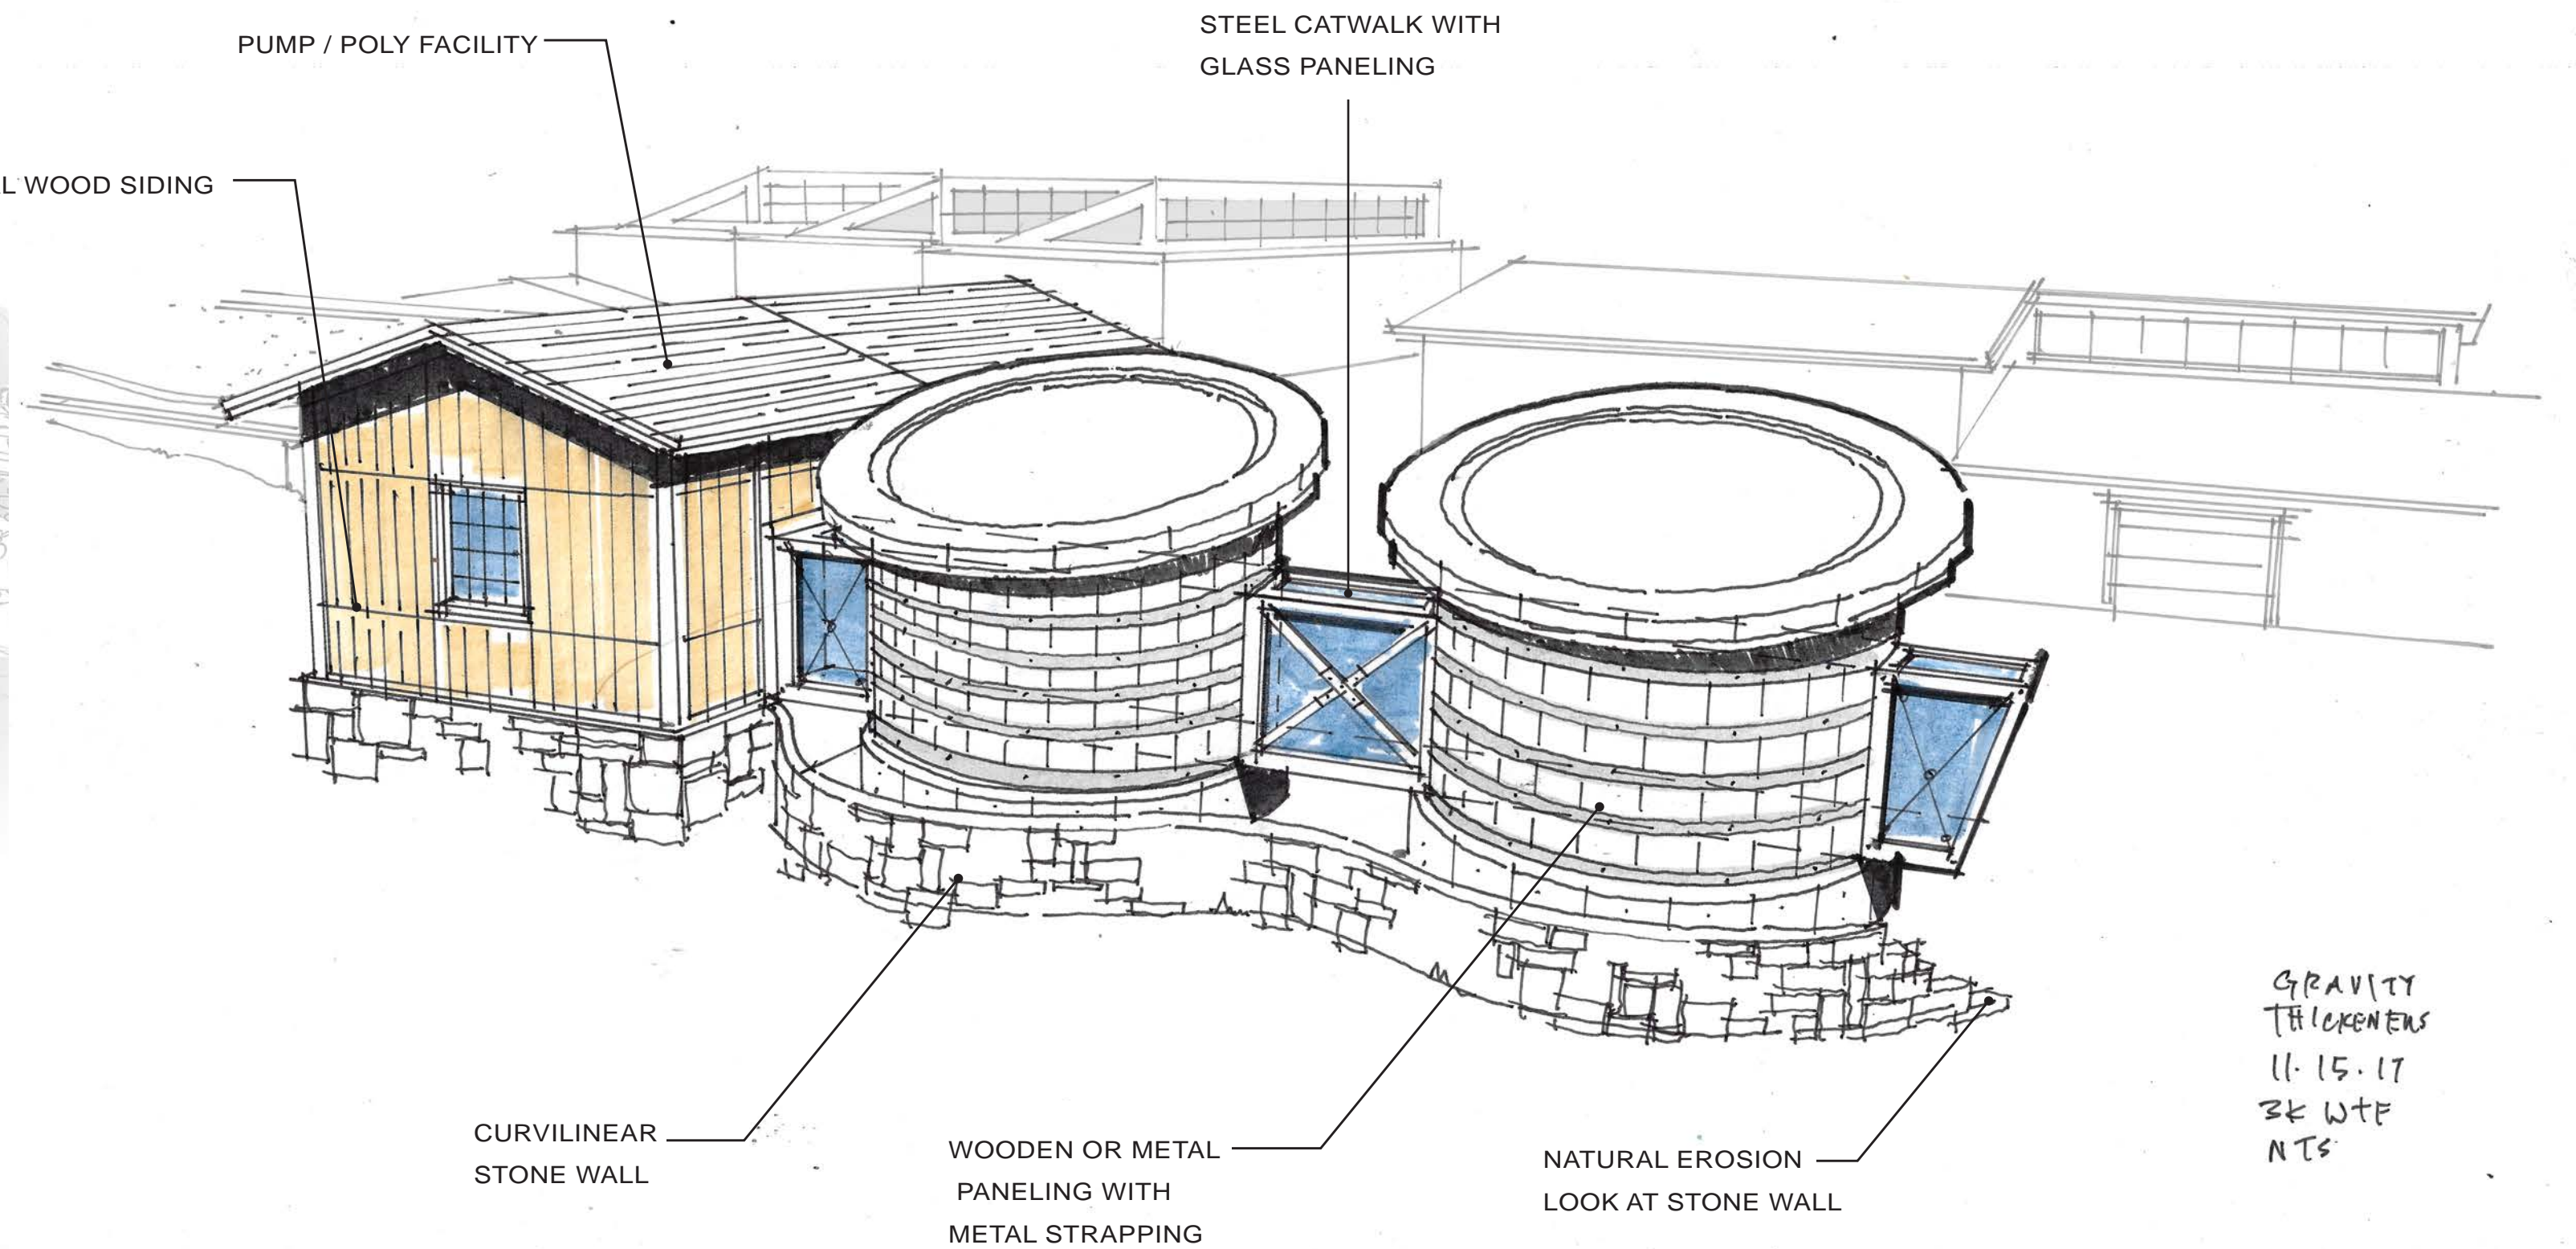 STEEL CATWALK WITH
GLASS PANELING
PUMP / POLY FACILITY
L WOOD SIDING
CURVILINEAR
STONE WALL
WOODEN OR METAL
PANELING WITH
METAL STRAPPING
NATURAL EROSION
LOOK AT STONE WALL
GRAVITY
THICKENERS
11.15.17
3K WTF
NTS